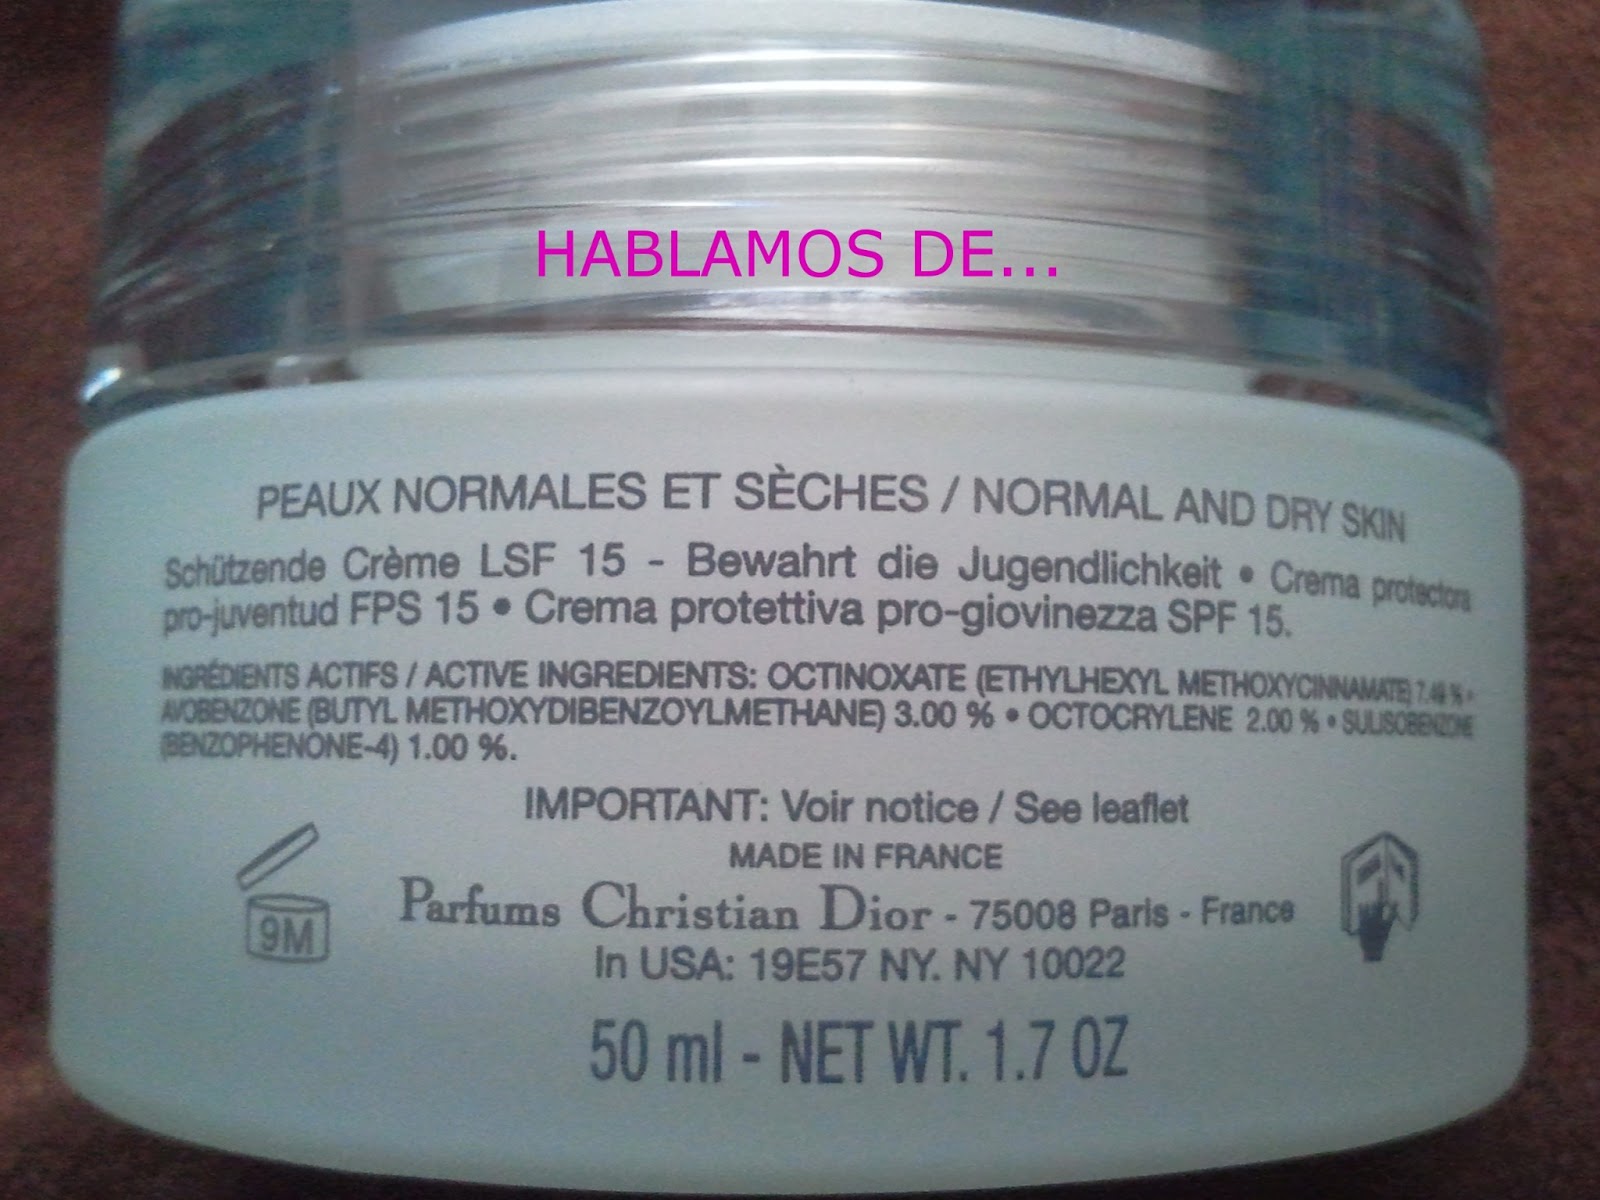 HABLAMOS DE...
PEAUX NORMALES ET SÈCHES / NORMAL AND DRY SKIN
Schützende Crème LSF 15 - Bewahrt die Jugendlichkeit • Crema protectora
pro-juventud FPS 15 • Crema protettiva pro-giovinezza SPF 15.
INGRÉDIENTS ACTIFS / ACTIVE INGREDIENTS: OCTINOXATE (ETHYLHEXYL METHOXYCINNAMATE) 7.49 % •
AVOBENZONE (BUTYL METHOXYDIBENZOYLMETHANE) 3.00 % • OCTOCRYLENE 2.00 % • SULISOBENZONE
(BENZOPHENONE-4) 1.00 %.
IMPORTANT: Voir notice / See leaflet
MADE IN FRANCE
Parfums Christian Dior - 75008 Paris - France
9M
In USA: 19E57 NY. NY 10022
50 ml - NET WT. 1.7 OZ